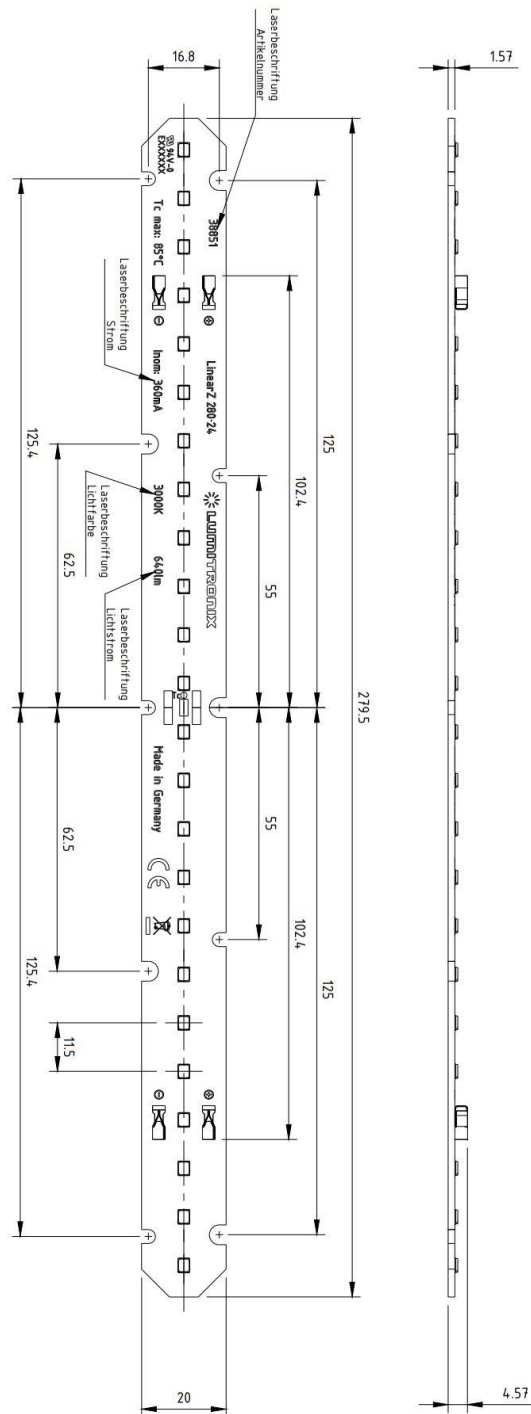 1.57
16.8
Laserbeschriftung
Artikelnummer
94V-0
EXXXXXX
38851
Tc max: 85°C
Laserbeschriftung
Strom
Inom: 360mA
LinearZ 280-24
125.4
125
102.4
3000K
LUMITRONIX
Laserbeschriftung
Lichtfarbe
62.5
55
640lm
Laserbeschriftung
Lichtstrom
279.5
Made in Germany
CE
62.5
55
102.4
125.4
125
11.5
20
4.57